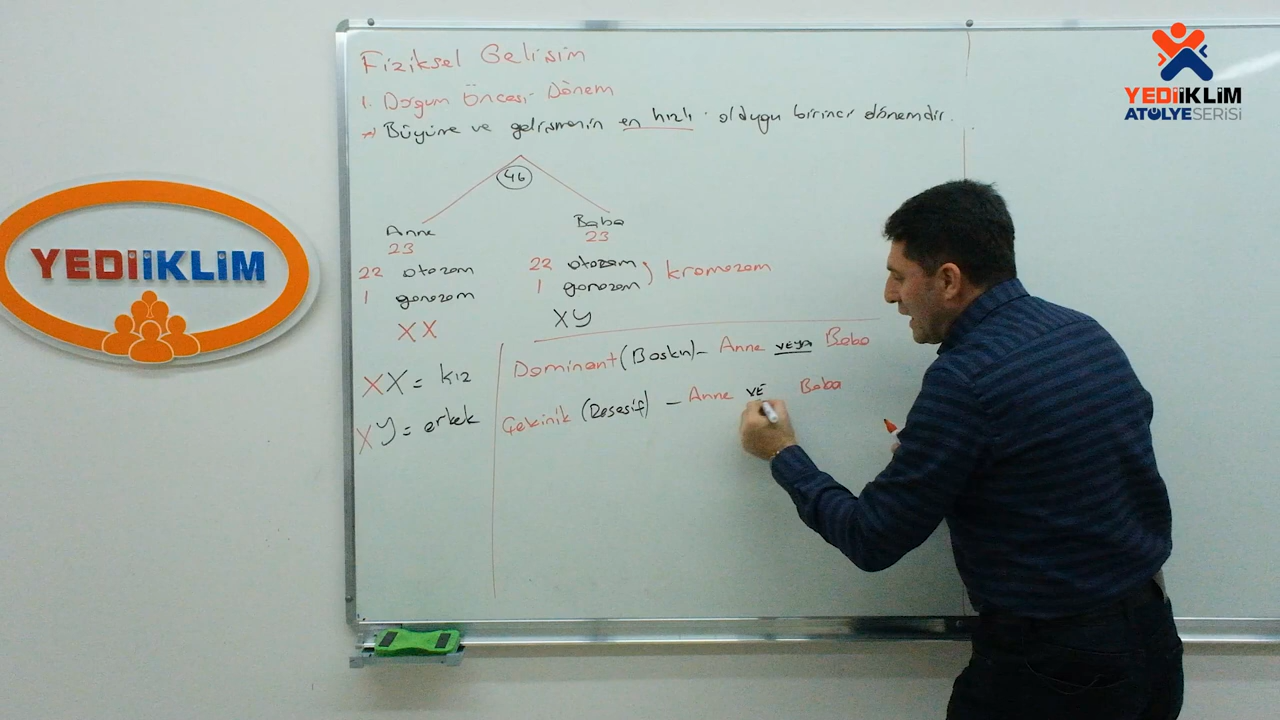 Fiziksel Gelişim
1. Doğum Öncesi Dönem
* Büyüme ve gelişmenin en hızlı olduğu birinci dönemdir.
46
Anne
23
22 otozom
1 gonozom
XX
Baba
23
22 otozom
1 gonozom
kromozom
XY
XX = kız
XY = erkek
Dominant (Baskın) - Anne VEYA Baba
Çekinik (Resesif) - Anne VE Baba
YEDİİKLİM
YEDİİKLİM
ATÖLYESERİSİ